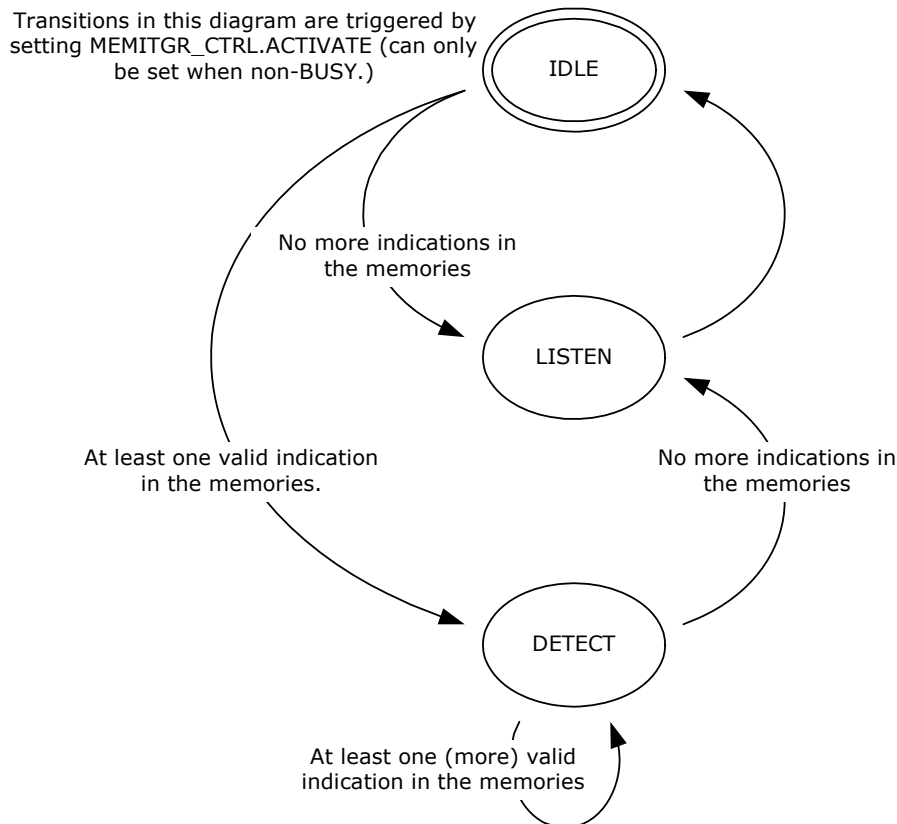 Transitions in this diagram are triggered by
setting MEMITGR_CTRL.ACTIVATE (can only
be set when non-BUSY.)
IDLE
No more indications in
the memories
LISTEN
At least one valid indication
in the memories.
No more indications in
the memories
DETECT
At least one (more) valid
indication in the memories